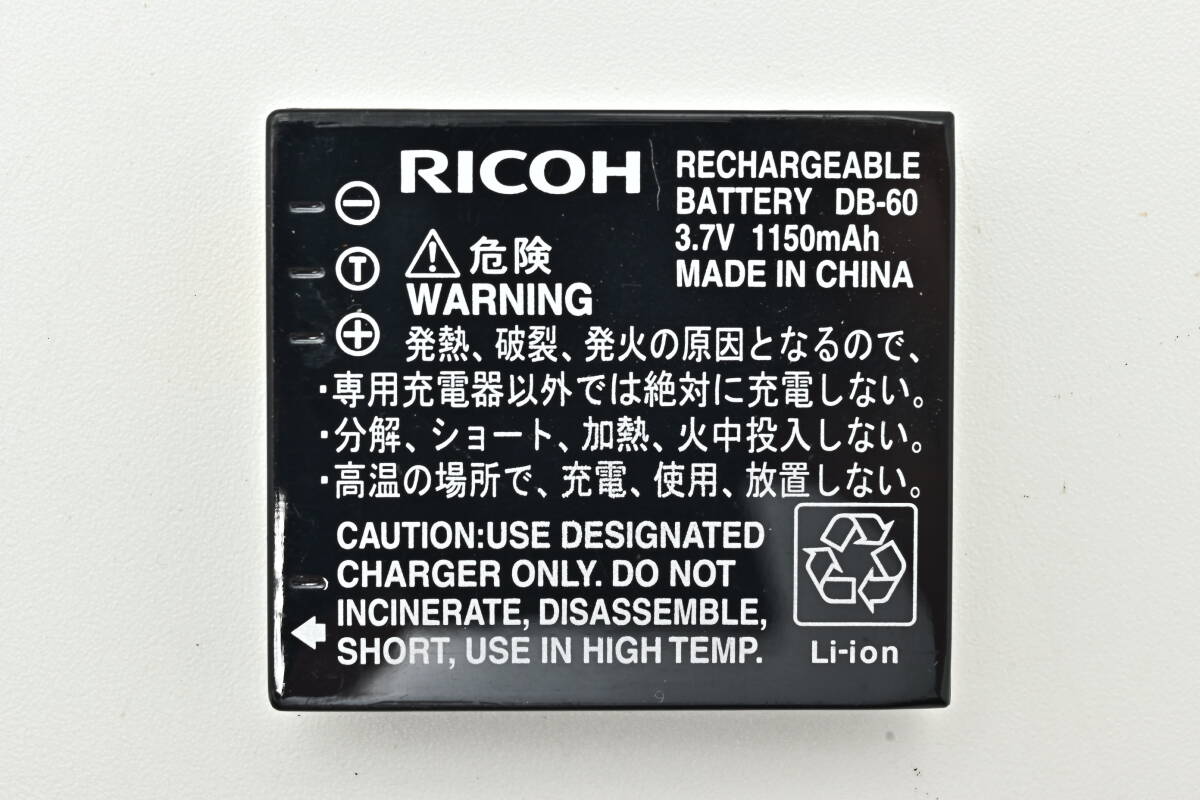 RICOH
RECHARGEABLE
BATTERY DB-60
3.7V 1150mAh
MADE IN CHINA
T
危険
WARNING
発熱、破裂、発火の原因となるので、
・専用充電器以外では絶対に充電しない。
・分解、ショート、加熱、火中投入しない。
・高温の場所で、充電、使用、放置しない。
CAUTION:USE DESIGNATED
CHARGER ONLY. DO NOT
INCINERATE, DISASSEMBLE,
SHORT, USE IN HIGH TEMP.
Li-ion